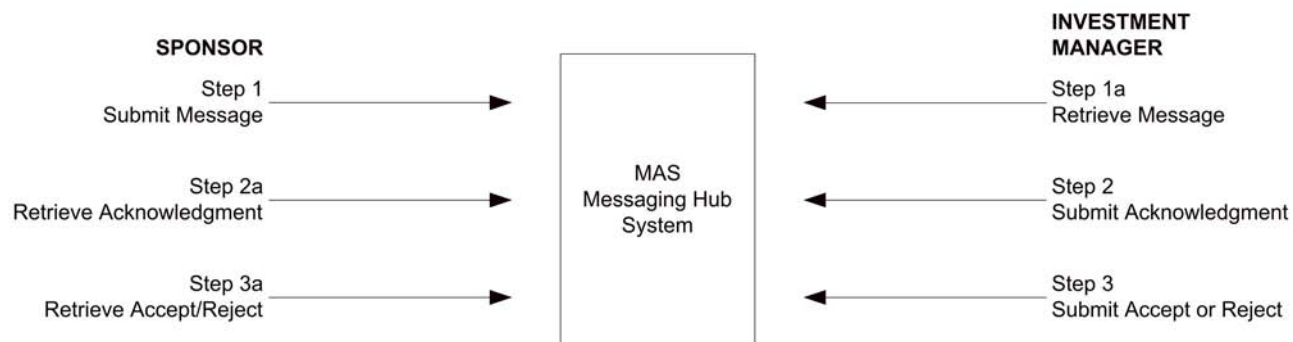 SPONSOR
Step 1
Submit Message
Step 2a
Retrieve Acknowledgment
Step 3a
Retrieve Accept/Reject
MAS
Messaging Hub
System
INVESTMENT
MANAGER
Step 1a
Retrieve Message
Step 2
Submit Acknowledgment
Step 3
Submit Accept or Reject